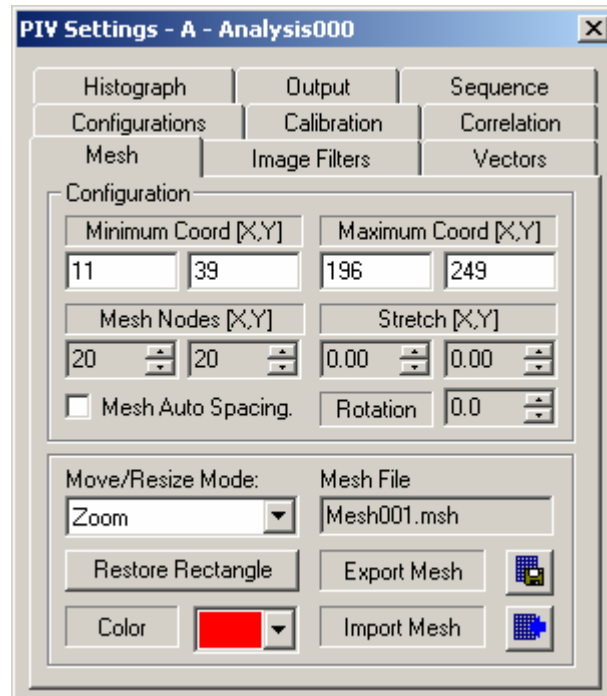 PIV Settings - A - Analysis000
Histograph Output Sequence
Configurations Calibration Correlation
Mesh Image Filters Vectors
Configuration
Minimum Coord [X,Y] Maximum Coord [X,Y]
11 39 196 249
Mesh Nodes [X,Y] Stretch [X,Y]
20 20 0.00 0.00
Mesh Auto Spacing. Rotation 0.0
Move/Resize Mode: Mesh File
Zoom Mesh001.msh
Restore Rectangle Export Mesh
Color Import Mesh